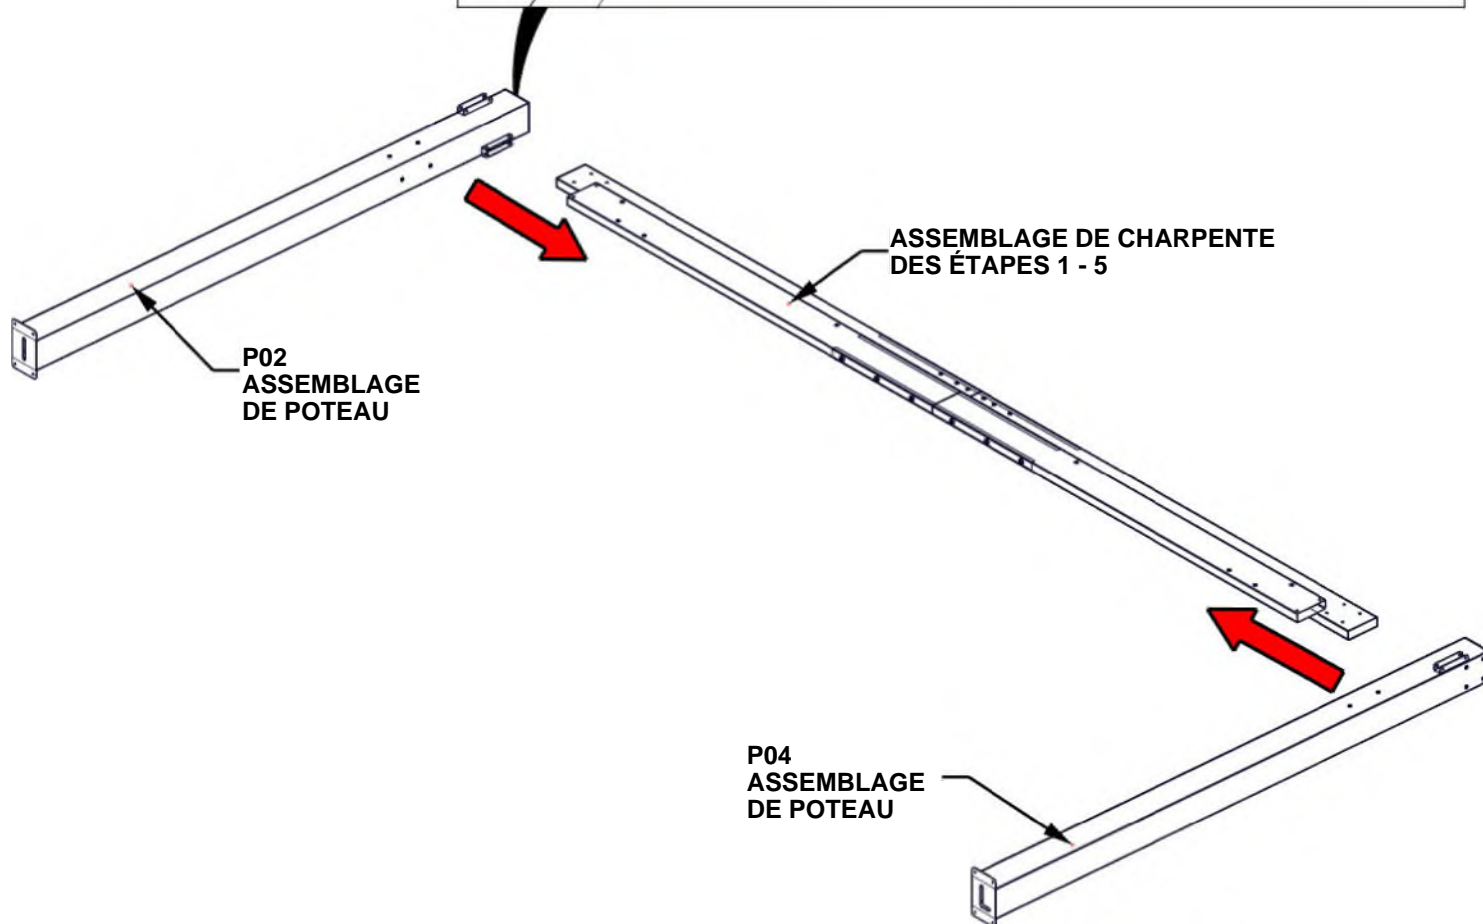 ASSEMBLAGE DE CHARPENTE
DES ÉTAPES 1 - 5
P02
ASSEMBLAGE
DE POTEAU
P04
ASSEMBLAGE
DE POTEAU